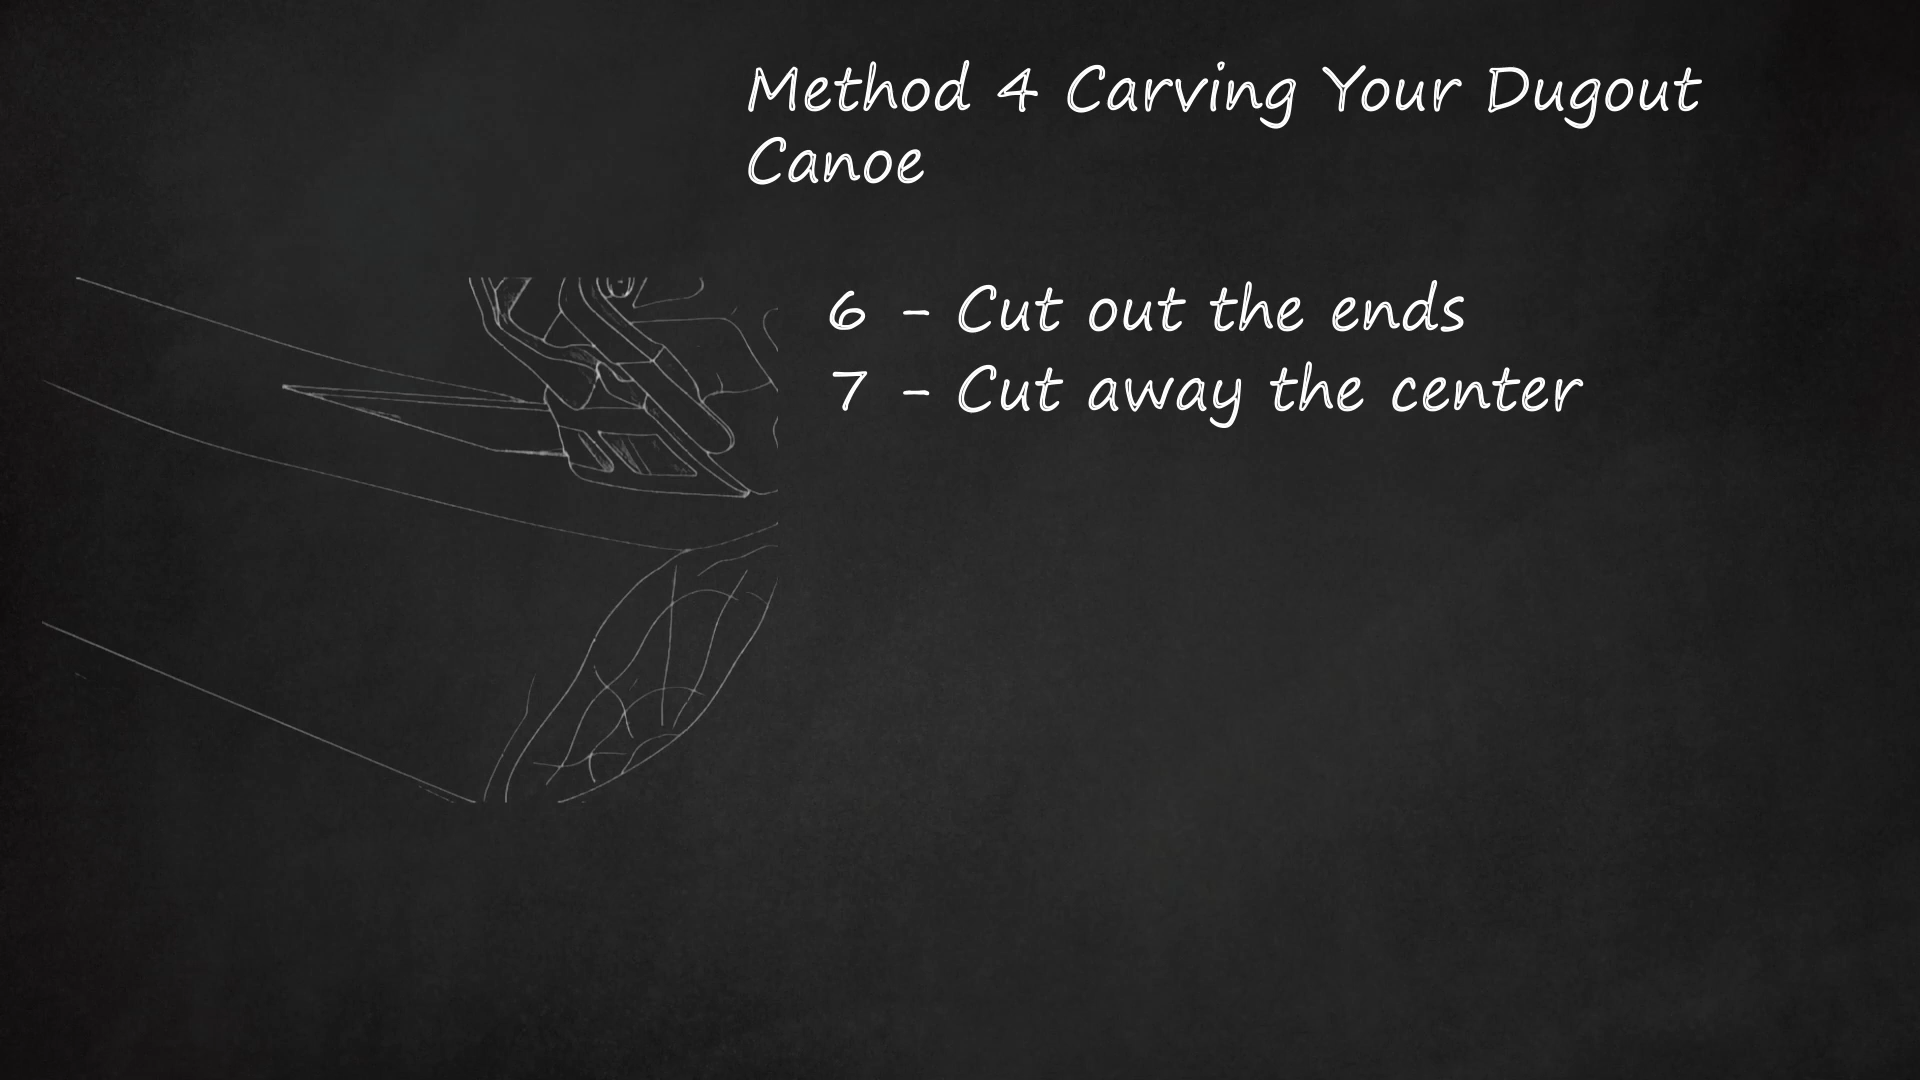 Method 4 Carving Your Dugout
Canoe
6 - Cut out the ends
7 - Cut away the center